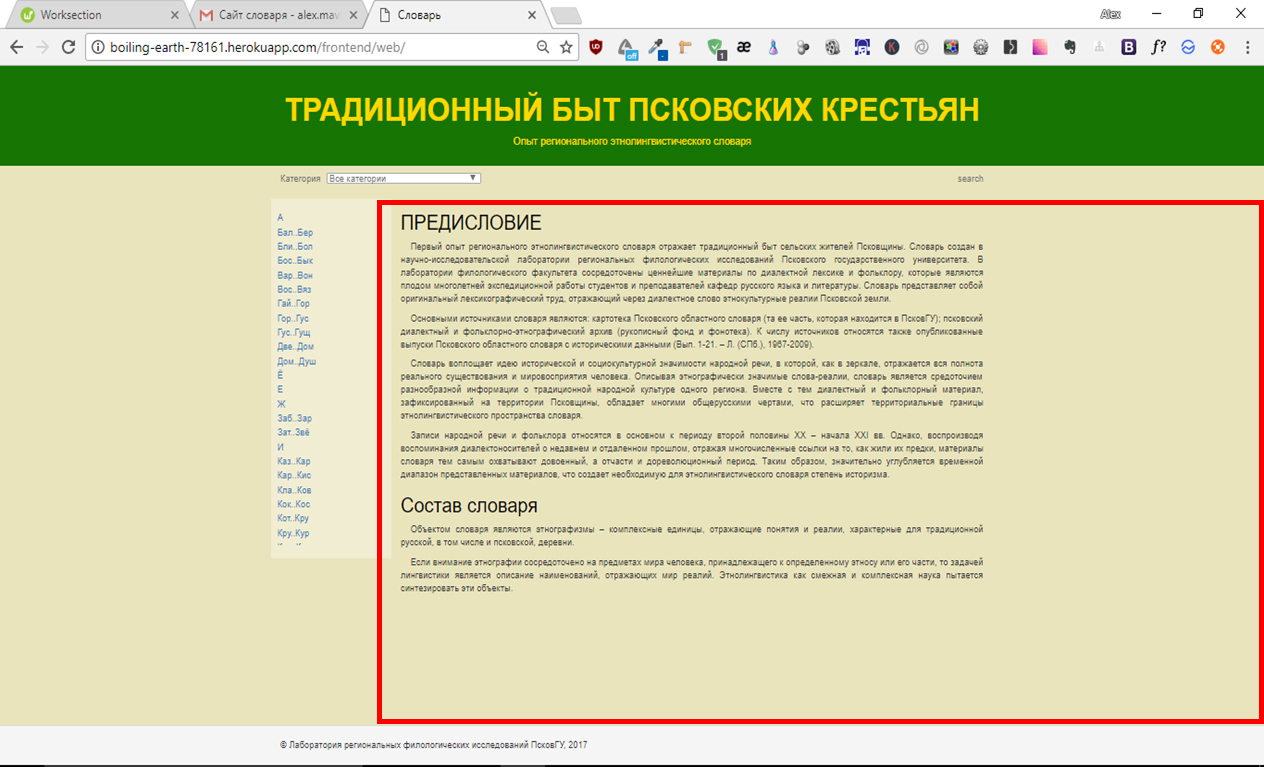 Worksection
Сайт словаря - alex.mav
Словарь
Alex
boiling-earth-78161.herokuapp.com/frontend/web/
ТРАДИЦИОННЫЙ БЫТ ПСКОВСКИХ КРЕСТЬЯН
Опыт регионального этнолингвистического словаря
Категория
Все категории
search
А
Бал..Бер
Бли..Бол
Бос..Бык
Вар..Вон
Вос..Вяз
Гай..Гор
Гор..Гус
Гус..Гущ
Две..Дом
Дом..Душ
Ё
Е
Ж
Заб..Зар
Зат..Звё
И
Каз..Кар
Кар..Кис
Кла..Ков
Кок..Кос
Кот..Кру
Кру..Кур
ПРЕДИСЛОВИЕ
Первый опыт регионального этнолингвистического словаря отражает традиционный быт сельских жителей Псковщины. Словарь создан в
научно-исследовательской лаборатории региональных филологических исследований Псковского государственного университета. В
лаборатории филологического факультета сосредоточены ценнейшие материалы по диалектной лексике и фольклору, которые являются
плодом многолетней экспедиционной работы студентов и преподавателей кафедр русского языка и литературы. Словарь представляет собой
оригинальный лексикографический труд, отражающий через диалектное слово этнокультурные реалии Псковской земли.
Основными источниками словаря являются: картотека Псковского областного словаря (та ее часть, которая находится в ПсковГУ); псковский
диалектный и фольклорно-этнографический архив (рукописный фонд и фонотека). К числу источников относятся также опубликованные
выпуски Псковского областного словаря с историческими данными (Вып. 1-21. – Л. (СПб.), 1967-2009).
Словарь воплощает идею исторической и социокультурной значимости народной речи, в которой, как в зеркале, отражается вся полнота
реального существования и мировосприятия человека. Описывая этнографически значимые слова-реалии, словарь является средоточием
разнообразной информации о традиционной народной культуре одного региона. Вместе с тем диалектный и фольклорный материал,
зафиксированный на территории Псковщины, обладает многими общерусскими чертами, что расширяет территориальные границы
этнолингвистического пространства словаря.
Записи народной речи и фольклора относятся в основном к периоду второй половины XX – начала XXI вв. Однако, воспроизводя
воспоминания диалектоносителей о недавнем и отдаленном прошлом, отражая многочисленные ссылки на то, как жили их предки, материалы
словаря тем самым охватывают довоенный, а отчасти и дореволюционный период. Таким образом, значительно углубляется временной
диапазон представленных материалов, что создает необходимую для этнолингвистического словаря степень историзма.
Состав словаря
Объектом словаря являются этнографизмы – комплексные единицы, отражающие понятия и реалии, характерные для традиционной
русской, в том числе и псковской, деревни.
Если внимание этнографии сосредоточено на предметах мира человека, принадлежащего к определенному этносу или его части, то задачей
лингвистики является описание наименований, отражающих мир реалий. Этнолингвистика как смежная и комплексная наука пытается
синтезировать эти объекты.
© Лаборатория региональных филологических исследований ПсковГУ, 2017